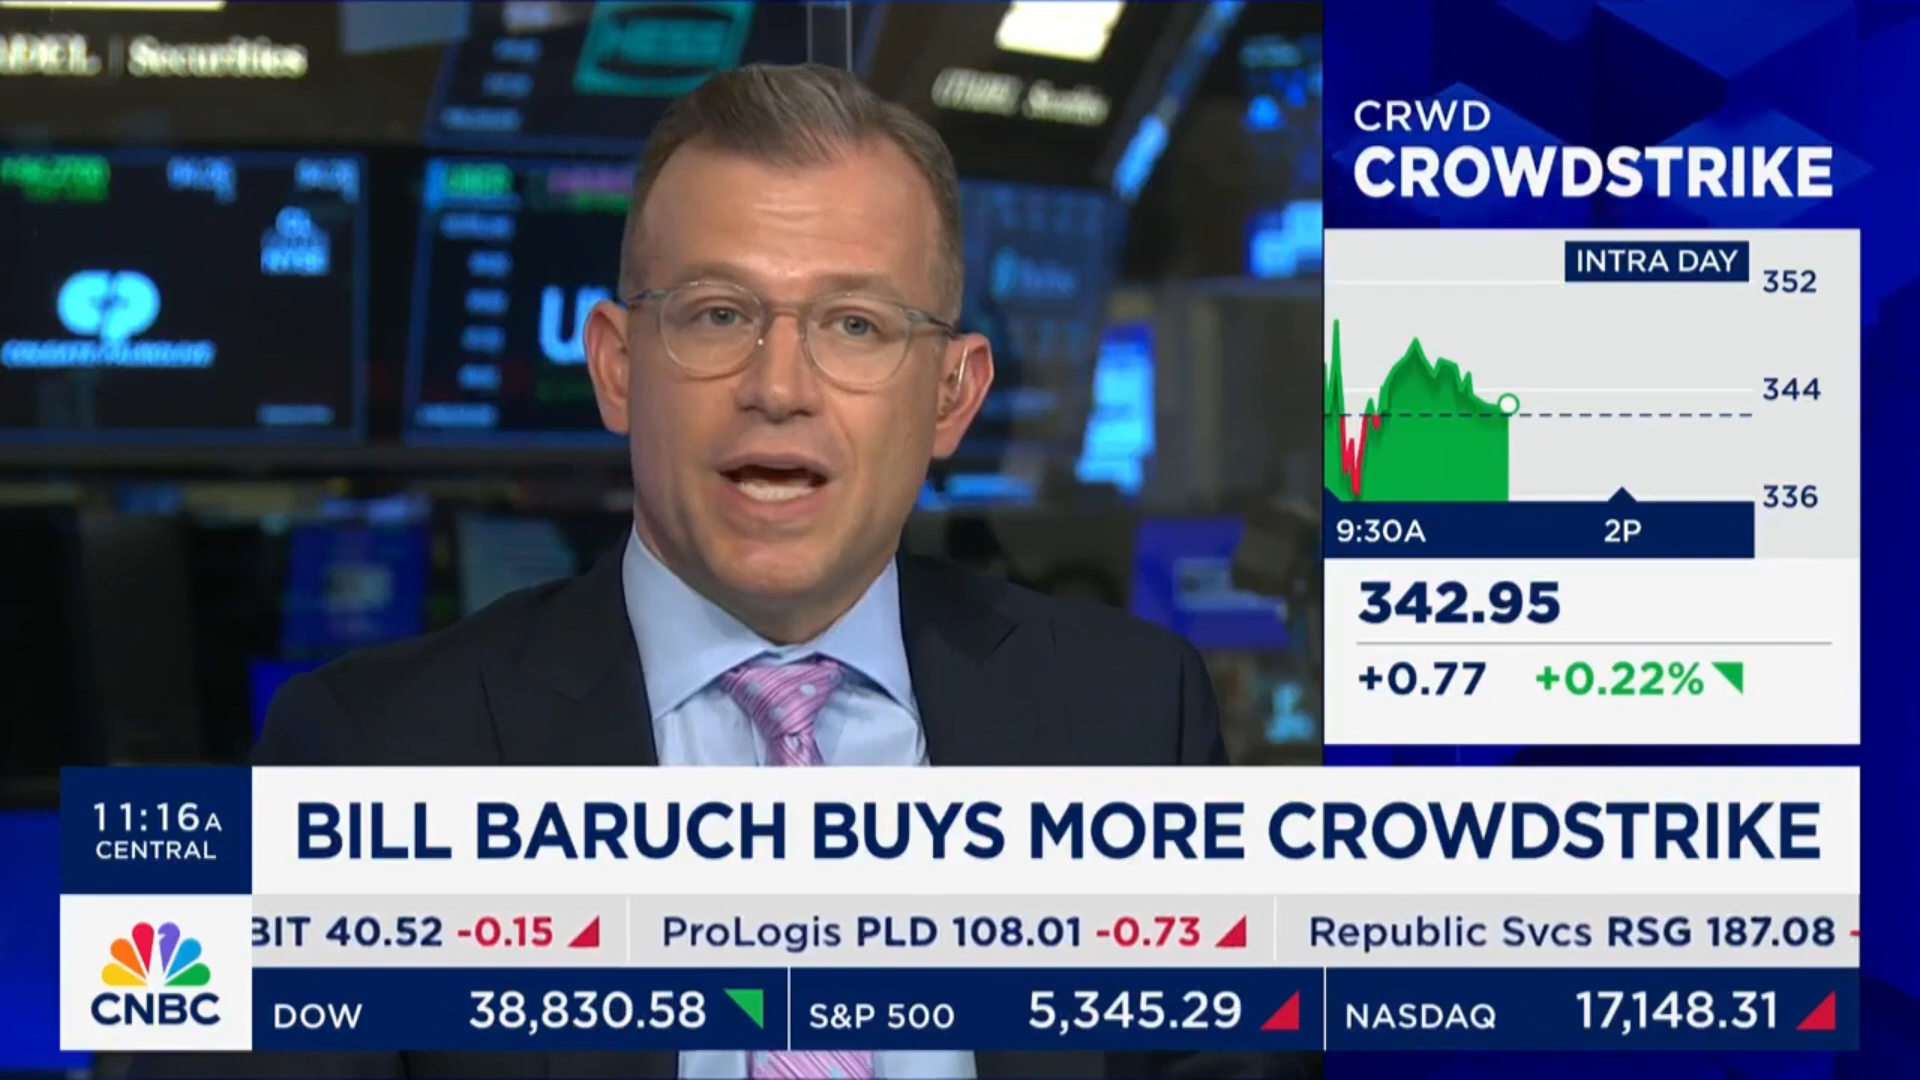 Securities
CRWD
CROWDSTRIKE
INTRA DAY
352
344
336
9:30A
2P
342.95
+0.77 +0.22%
11:16A
CENTRAL
BILL BARUCH BUYS MORE CROWDSTRIKE
BIT 40.52 -0.15 ProLogis PLD 108.01 -0.73 Republic Svcs RSG 187.08 -
CNBC
DOW 38,830.58 S&P 500 5,345.29 NASDAQ 17,148.31